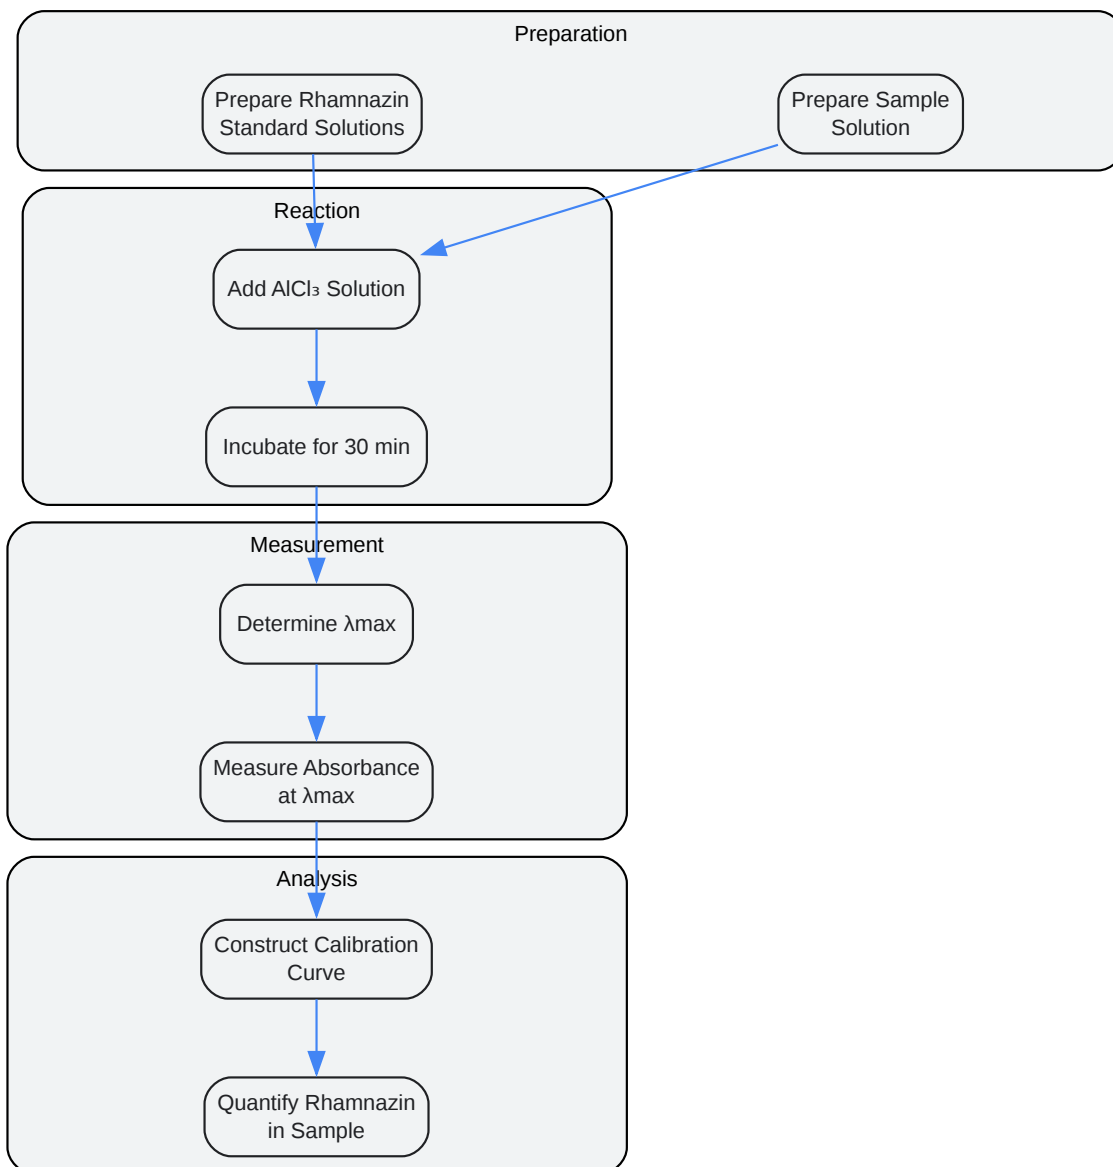 Preparation
Prepare Rhamnazin
Standard Solutions
Prepare Sample
Solution
Reaction
Add AlCl₃ Solution
Incubate for 30 min
Measurement
Determine λmax
Measure Absorbance
at λmax
Analysis
Construct Calibration
Curve
Quantify Rhamnazin
in Sample